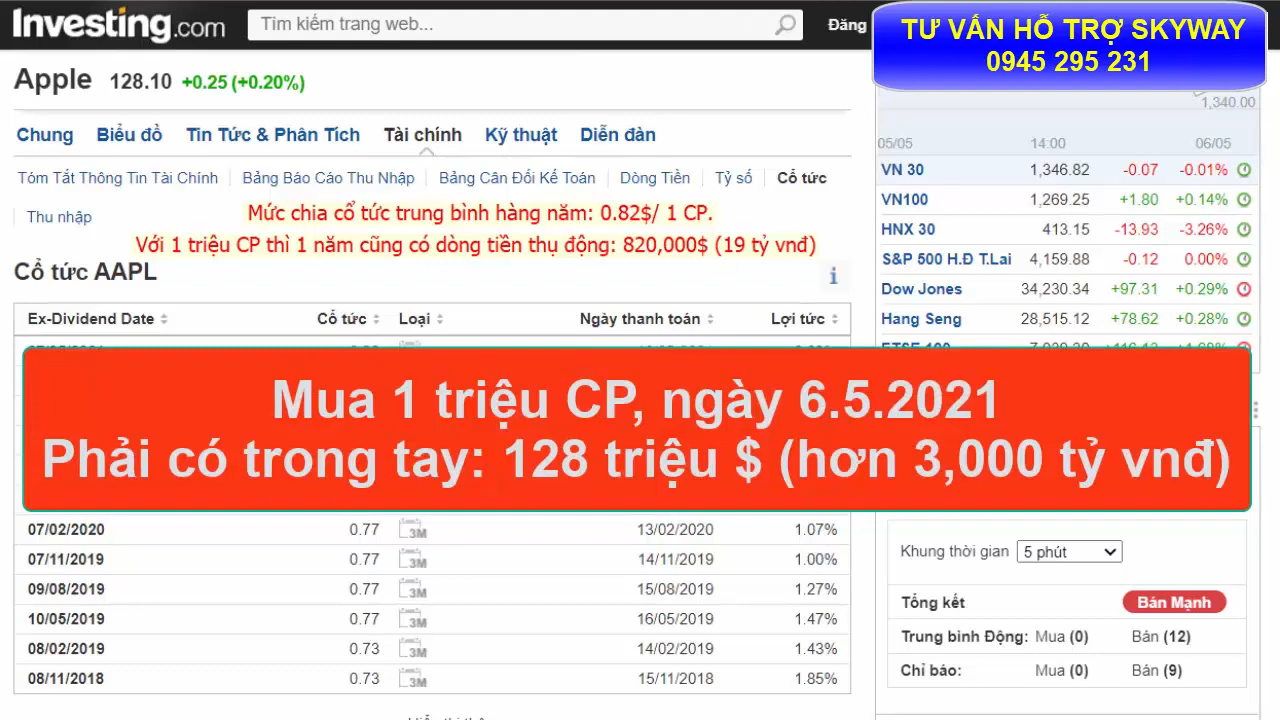 Investing.com
Tìm kiếm trang web...
Đăng
TƯ VẤN HỖ TRỢ SKYWAY
0945 295 231
Apple 128.10 +0.25 (+0.20%)
Chung Biểu đồ Tin Tức & Phân Tích Tài chính Kỹ thuật Diễn đàn
Tóm Tắt Thông Tin Tài Chính Bảng Báo Cáo Thu Nhập Bảng Cân Đối Kế Toán Dòng Tiền Tỷ số Cổ tức
Thu nhập
Mức chia cổ tức trung bình hàng năm: 0.82$/ 1 CP.
Với 1 triệu CP thì 1 năm cũng có dòng tiền thụ động: 820,000$ (19 tỷ vnđ)
Cổ tức AAPL
i
Ex-Dividend Date Cổ tức Loại Ngày thanh toán Lợi tức
Mua 1 triệu CP, ngày 6.5.2021
Phải có trong tay: 128 triệu $ (hơn 3,000 tỷ vnđ)
07/02/2020 0.77 3M 13/02/2020 1.07%
07/11/2019 0.77 3M 14/11/2019 1.00%
09/08/2019 0.77 3M 15/08/2019 1.27%
10/05/2019 0.77 3M 16/05/2019 1.47%
08/02/2019 0.73 3M 14/02/2019 1.43%
08/11/2018 0.73 3M 15/11/2018 1.85%
1,340.00
05/05 14:00 06/05
VN 30 1,346.82 -0.07 -0.01%
VN100 1,269.25 +1.80 +0.14%
HNX 30 413.15 -13.93 -3.26%
S&P 500 H.Đ T.Lai 4,159.88 -0.12 0.00%
Dow Jones 34,230.34 +97.31 +0.29%
Hang Seng 28,515.12 +78.62 +0.28%
Khung thời gian 5 phút
Tổng kết Bán Mạnh
Trung bình Động: Mua (0) Bán (12)
Chỉ báo: Mua (0) Bán (9)